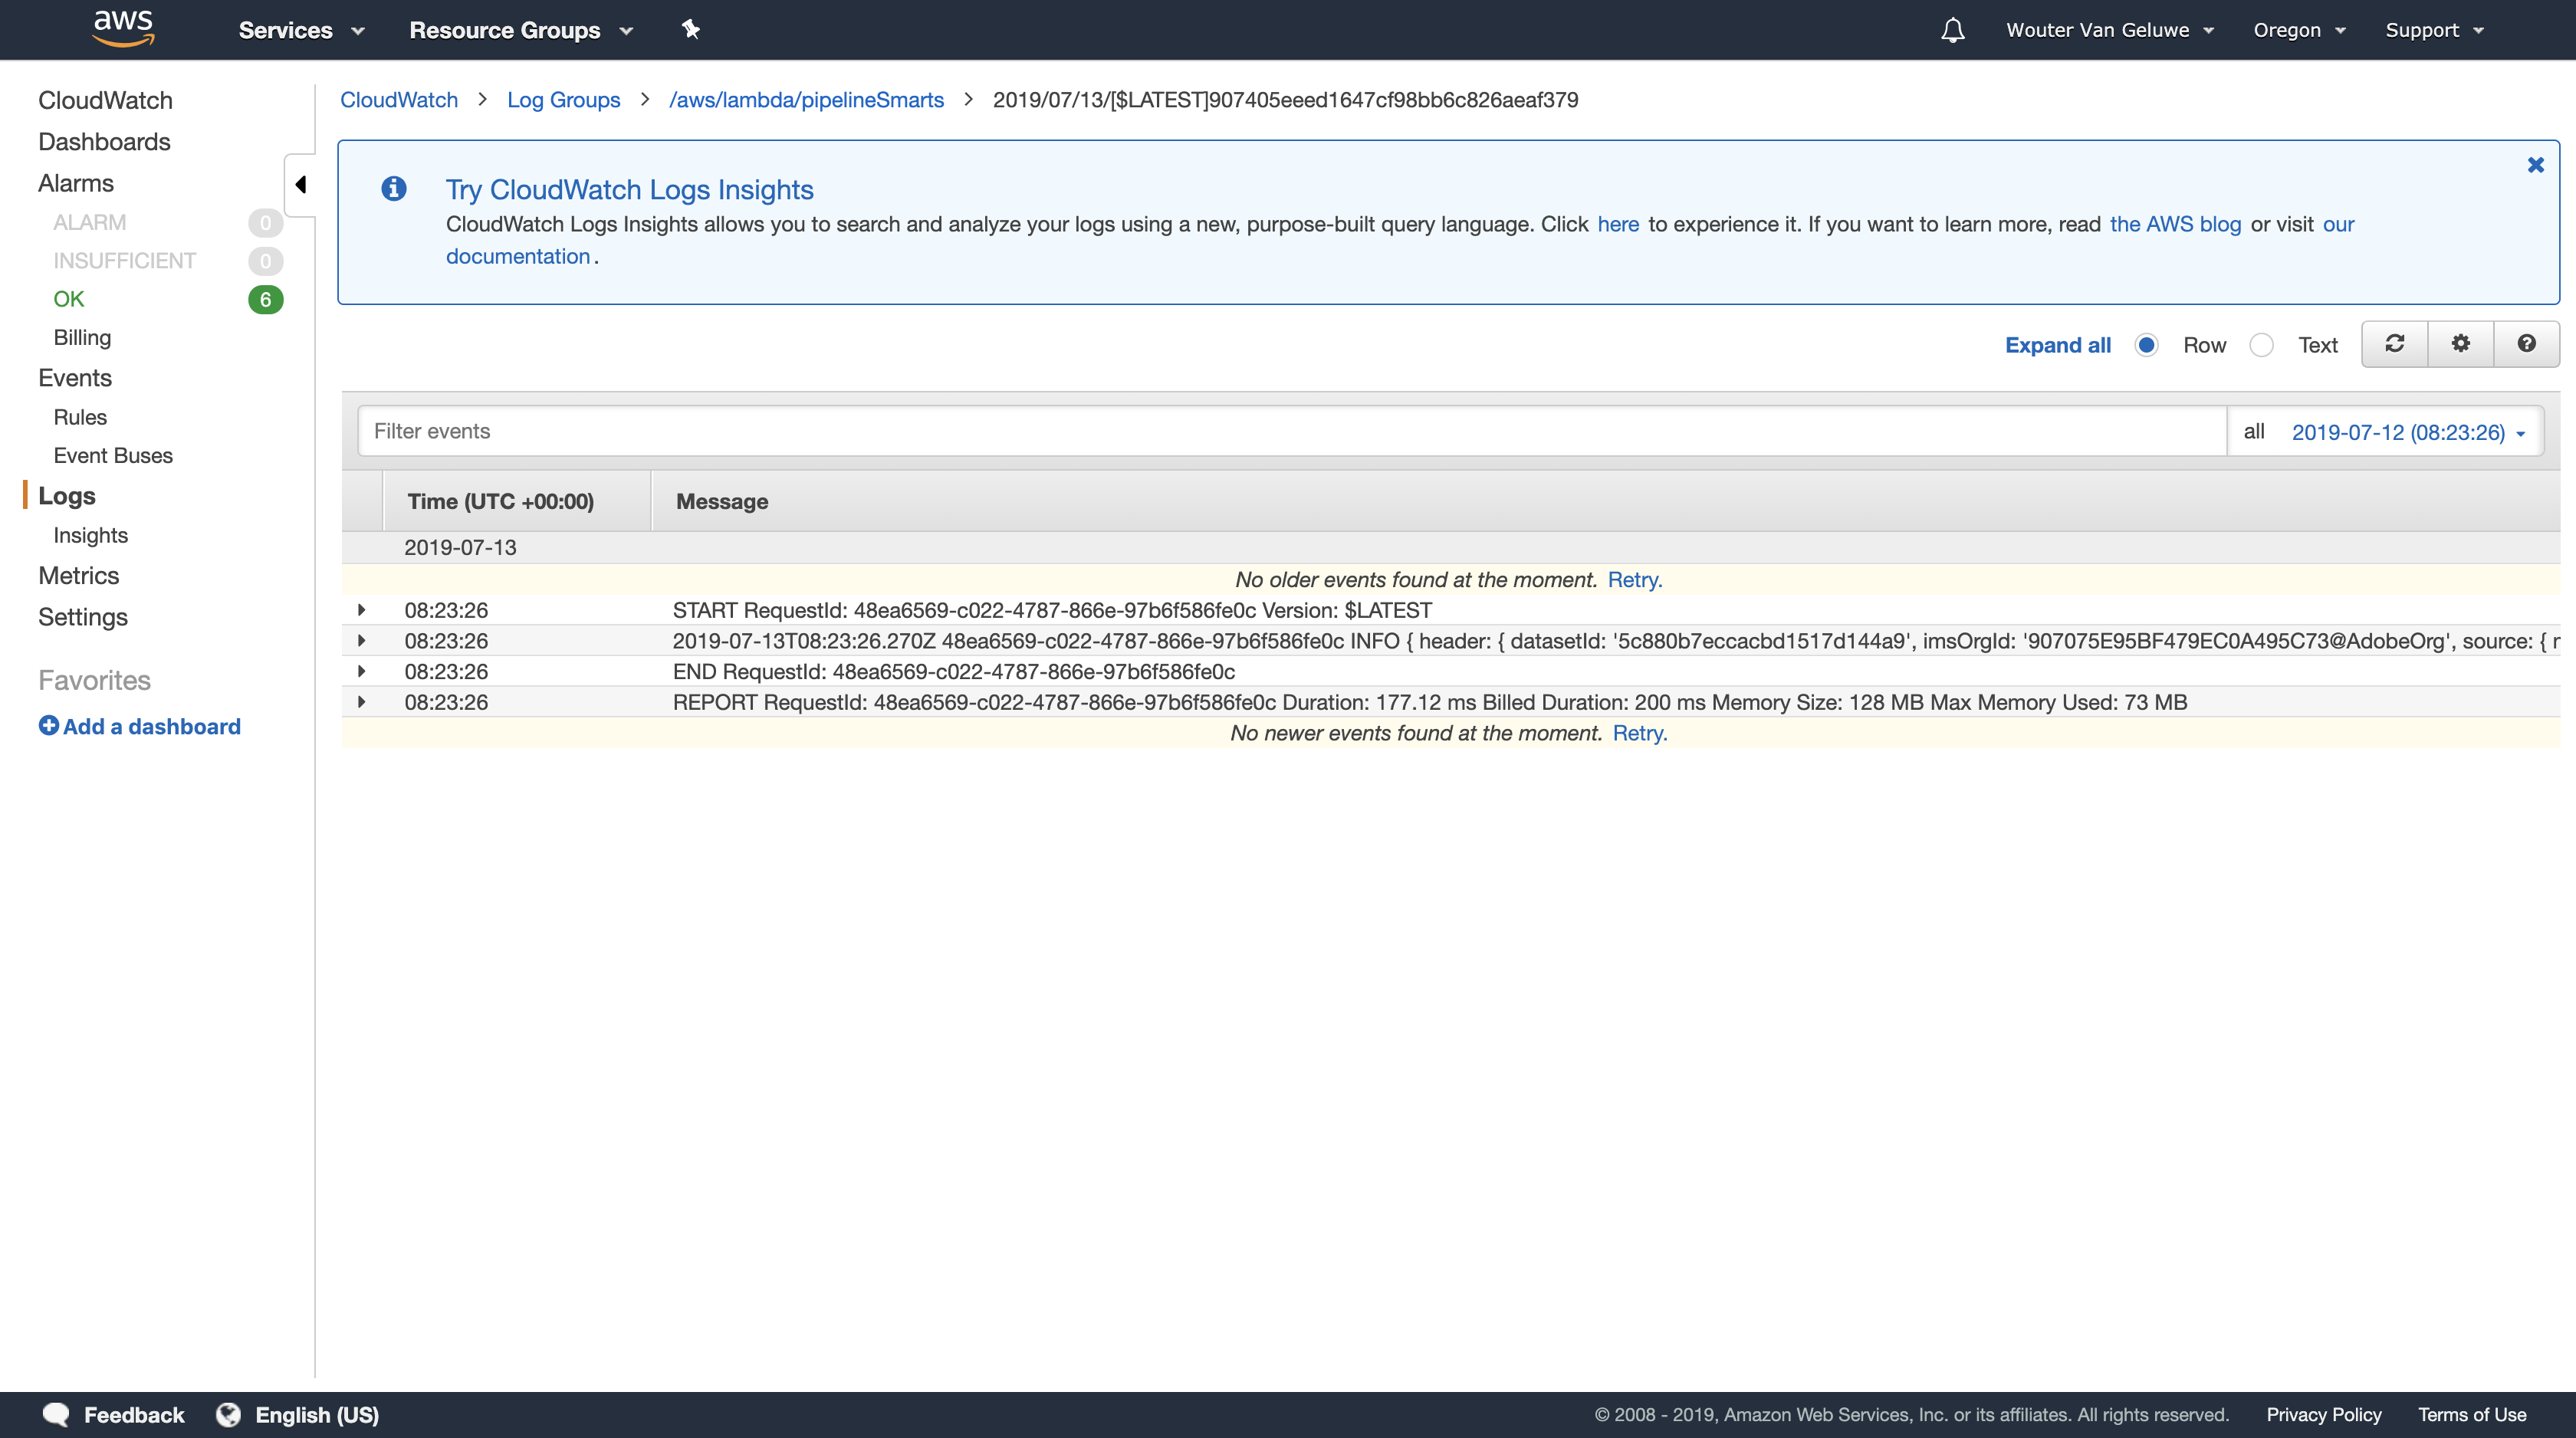 aws Services Resource Groups Wouter Van Geluwe Oregon Support
CloudWatch
Dashboards
Alarms
ALARM 0
INSUFFICIENT 0
OK 6
Billing
Events
Rules
Event Buses
Logs
Insights
Metrics
Settings
Favorites
Add a dashboard
CloudWatch > Log Groups > /aws/lambda/pipelineSmarts > 2019/07/13/[$LATEST]907405eeed1647cf98bb6c826aeaf379
Try CloudWatch Logs Insights
CloudWatch Logs Insights allows you to search and analyze your logs using a new, purpose-built query language. Click here to experience it. If you want to learn more, read the AWS blog or visit our
documentation.
Expand all Row Text
Filter events all 2019-07-12 (08:23:26)
Time (UTC +00:00) Message
2019-07-13
No older events found at the moment. Retry.
08:23:26 START RequestId: 48ea6569-c022-4787-866e-97b6f586fe0c Version: $LATEST
08:23:26 2019-07-13T08:23:26.270Z 48ea6569-c022-4787-866e-97b6f586fe0c INFO { header: { datasetId: '5c880b7eccacbd1517d144a9', imsOrgId: '907075E95BF479EC0A495C73@AdobeOrg', source: { r
08:23:26 END RequestId: 48ea6569-c022-4787-866e-97b6f586fe0c
08:23:26 REPORT RequestId: 48ea6569-c022-4787-866e-97b6f586fe0c Duration: 177.12 ms Billed Duration: 200 ms Memory Size: 128 MB Max Memory Used: 73 MB
No newer events found at the moment. Retry.
Feedback English (US) © 2008 - 2019, Amazon Web Services, Inc. or its affiliates. All rights reserved. Privacy Policy Terms of Use